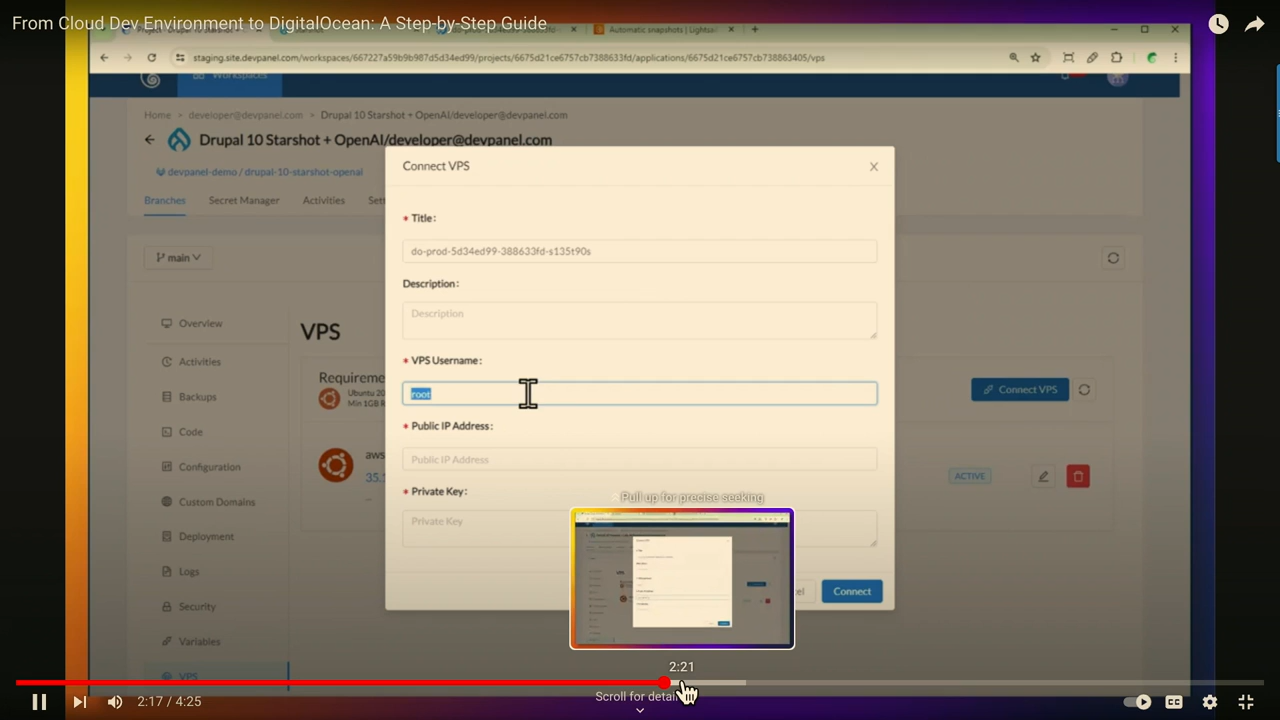 From Cloud Dev Environment to DigitalOcean: A Step-by-Step Guide
Automatic snapshots | Lightsail
staging.site.devpanel.com/workspaces/667227a59b9b987d5d34ed99/projects/6675d21ce6757cb7388633fd/applications/6675d21ce6757cb738863405/vps
Workspaces
Home > developer@devpanel.com > Drupal 10 Starshot + OpenAI/developer@devpanel.com
Drupal 10 Starshot + OpenAI/developer@devpanel.com
devpanel-demo / drupal-10-starshot-openai
Branches Secret Manager Activities Sett
main
Overview
Activities
Backups
Code
Configuration
Custom Domains
Deployment
Logs
Security
Variables
VPS
VPS
Requireme
Ubuntu 20
Min 1GB R
aws
35.1
Connect VPS
ACTIVE
Connect VPS
* Title:
do-prod-5d34ed99-388633fd-s135t90s
Description:
Description
* VPS Username:
root
* Public IP Address:
Public IP Address
* Private Key:
Private Key
Connect
Pull up for precise seeking
2:21
Scroll for detai
2:17 / 4:25
CC